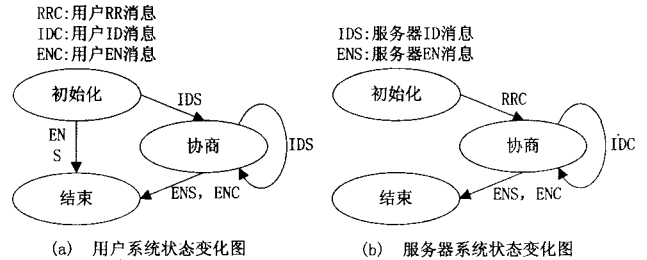 RRC:用户RR消息
IDC:用户ID消息
ENC:用户EN消息
初始化
IDS
EN
S
协商
IDS
结束
ENS, ENC
(a) 用户系统状态变化图
IDS:服务器ID消息
ENS:服务器EN消息
初始化
RRC
协商
IDC
结束
ENS, ENC
(b) 服务器系统状态变化图